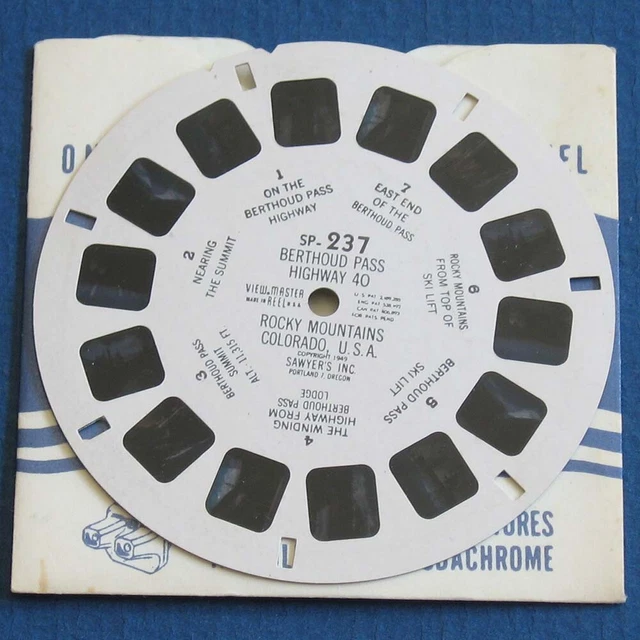 SP-237
BERTHOUD PASS
HIGHWAY 40
VIEW-MASTER
MADE IN REEL U.S.A.
ROCKY MOUNTAINS
COLORADO, U.S.A.
COPYRIGHT 1949
SAWYER'S INC.
PORTLAND 7, OREGON
1
ON THE
BERTHOUD PASS
HIGHWAY
2
NEARING
THE SUMMIT
3
BERTHOUD PASS
SUMMIT
ALT. 11,315 FT
4
THE WINDING
HIGHWAY FROM
BERTHOUD PASS
LODGE
BERTHOUD PASS
SKI LIFT
6
ROCKY MOUNTAINS
FROM TOP OF
SKI LIFT
7
EAST END
OF THE
BERTHOUD PASS